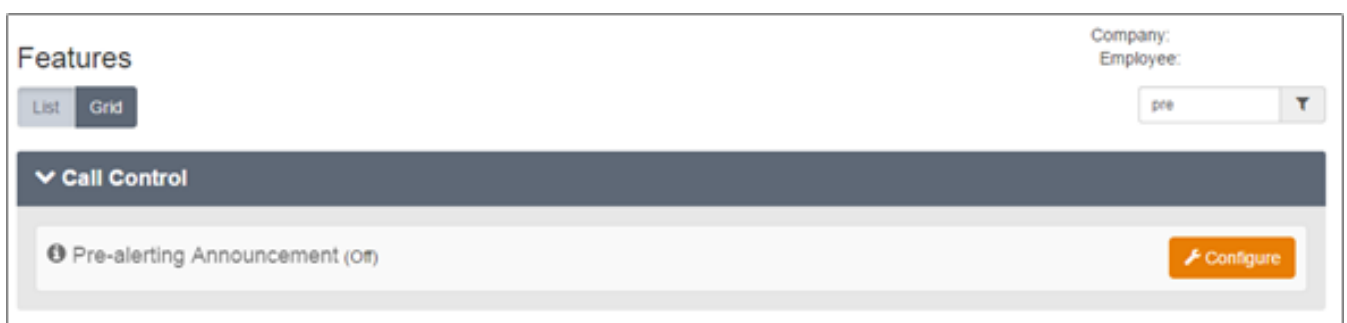 Company:
Employee:
Features
List Grid
pre
Call Control
Pre-alerting Announcement (Off)
Configure